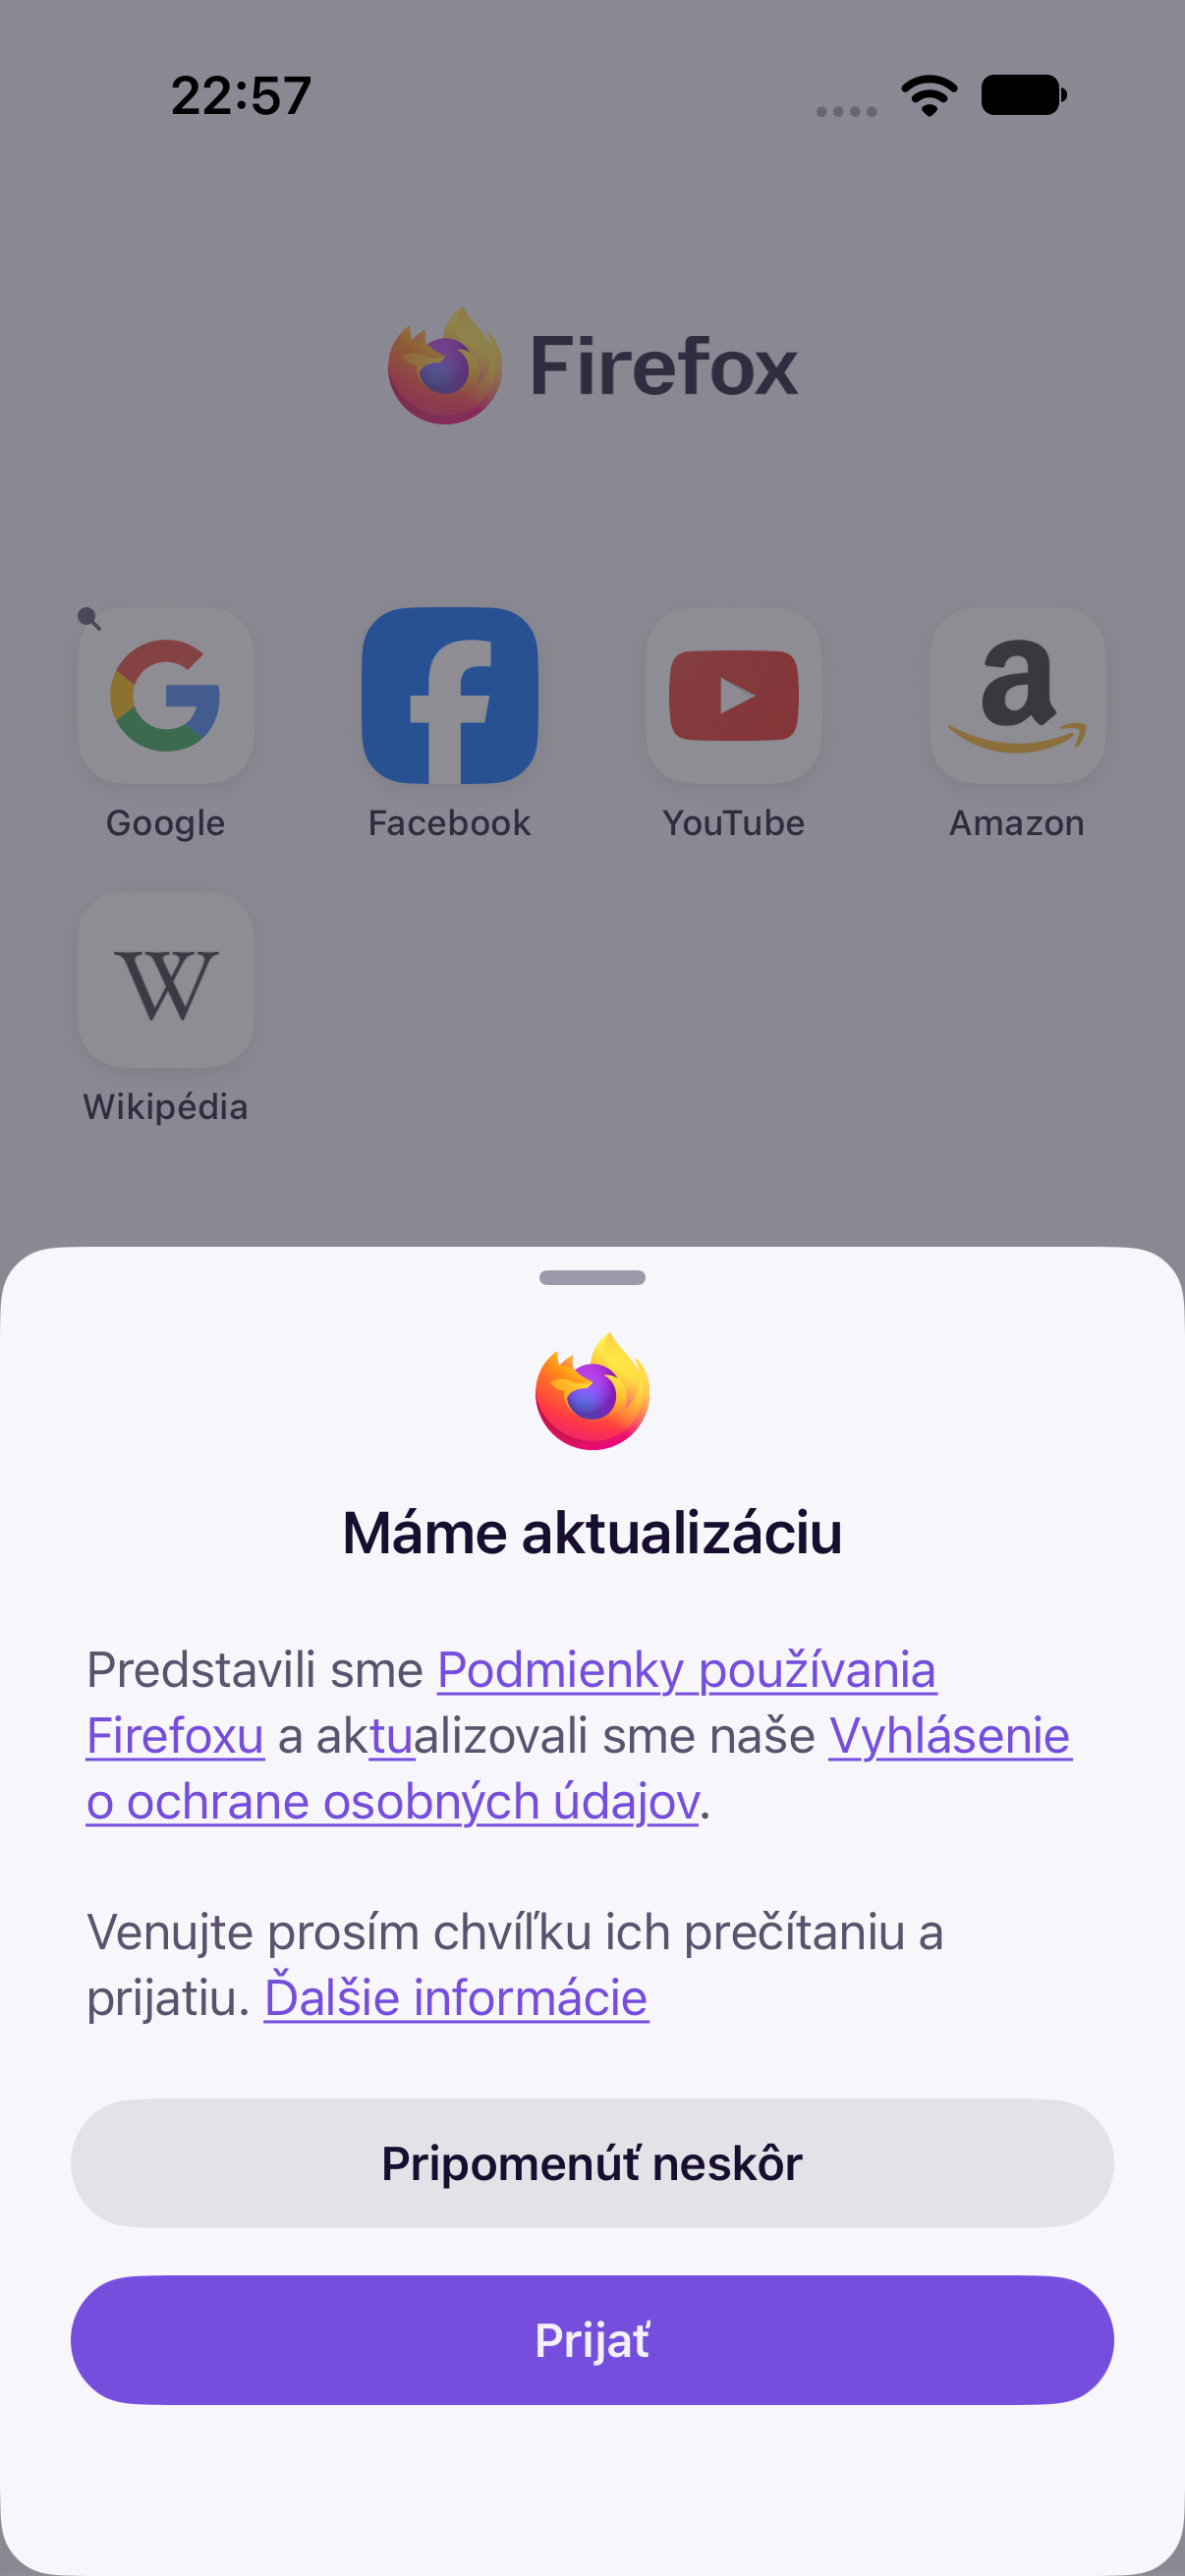 22:57
Firefox
Google
Facebook
YouTube
Amazon
Wikipédia
Máme aktualizáciu
Predstavili sme Podmienky používania
Firefoxu a aktualizovali sme naše Vyhlásenie
o ochrane osobných údajov.
Venujte prosím chvíľku ich prečítaniu a
prijatiu. Ďalšie informácie
Pripomenúť neskôr
Prijať